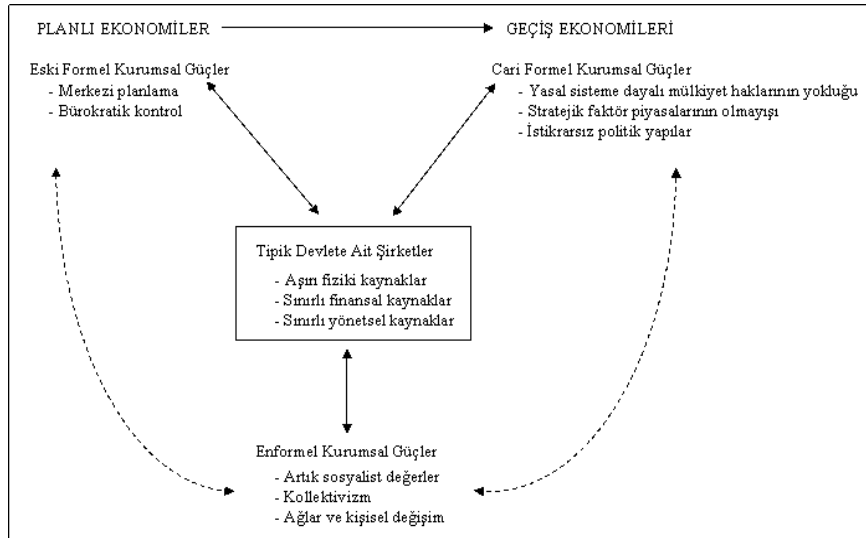 PLANLI EKONOMİLER
GEÇİŞ EKONOMİLERİ
Eski Formel Kurumsal Güçler
- Merkezi planlama
- Bürokratik kontrol
Cari Formel Kurumsal Güçler
- Yasal sisteme dayalı mülkiyet haklarının yokluğu
- Stratejik faktör piyasalarının olmayışı
- İstikrarsız politik yapılar
Tipik Devlete Ait Şirketler
- Aşırı fiziki kaynaklar
- Sınırlı finansal kaynaklar
- Sınırlı yönetsel kaynaklar
Enformel Kurumsal Güçler
- Artık sosyalist değerler
- Kollektivizm
- Ağlar ve kişisel değişim